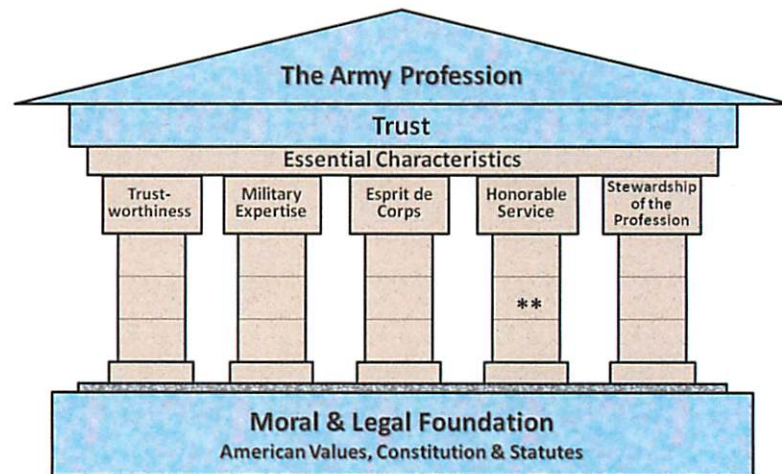 The Army Profession
Trust
Essential Characteristics
Trust-
worthiness
Military
Expertise
Esprit de
Corps
Honorable
Service
Stewardship
of the
Profession
**
Moral & Legal Foundation
American Values, Constitution & Statutes